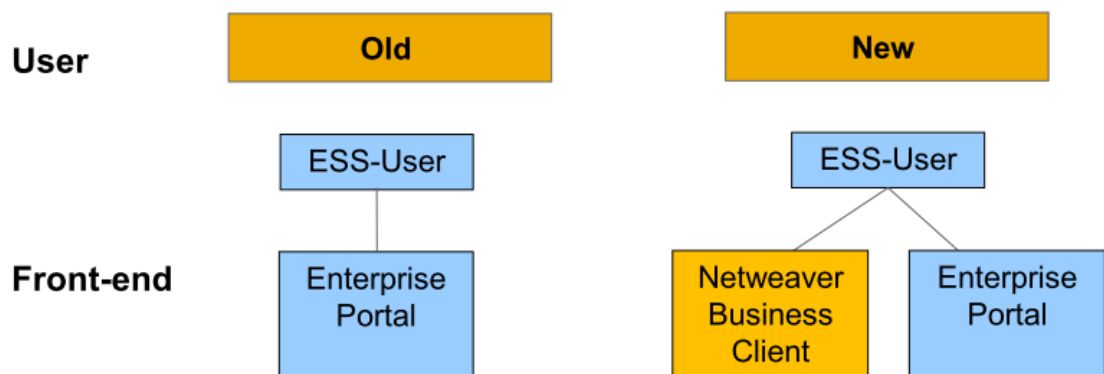 User
Old
New
ESS-User
ESS-User
Front-end
Enterprise
Portal
Netweaver
Business
Client
Enterprise
Portal